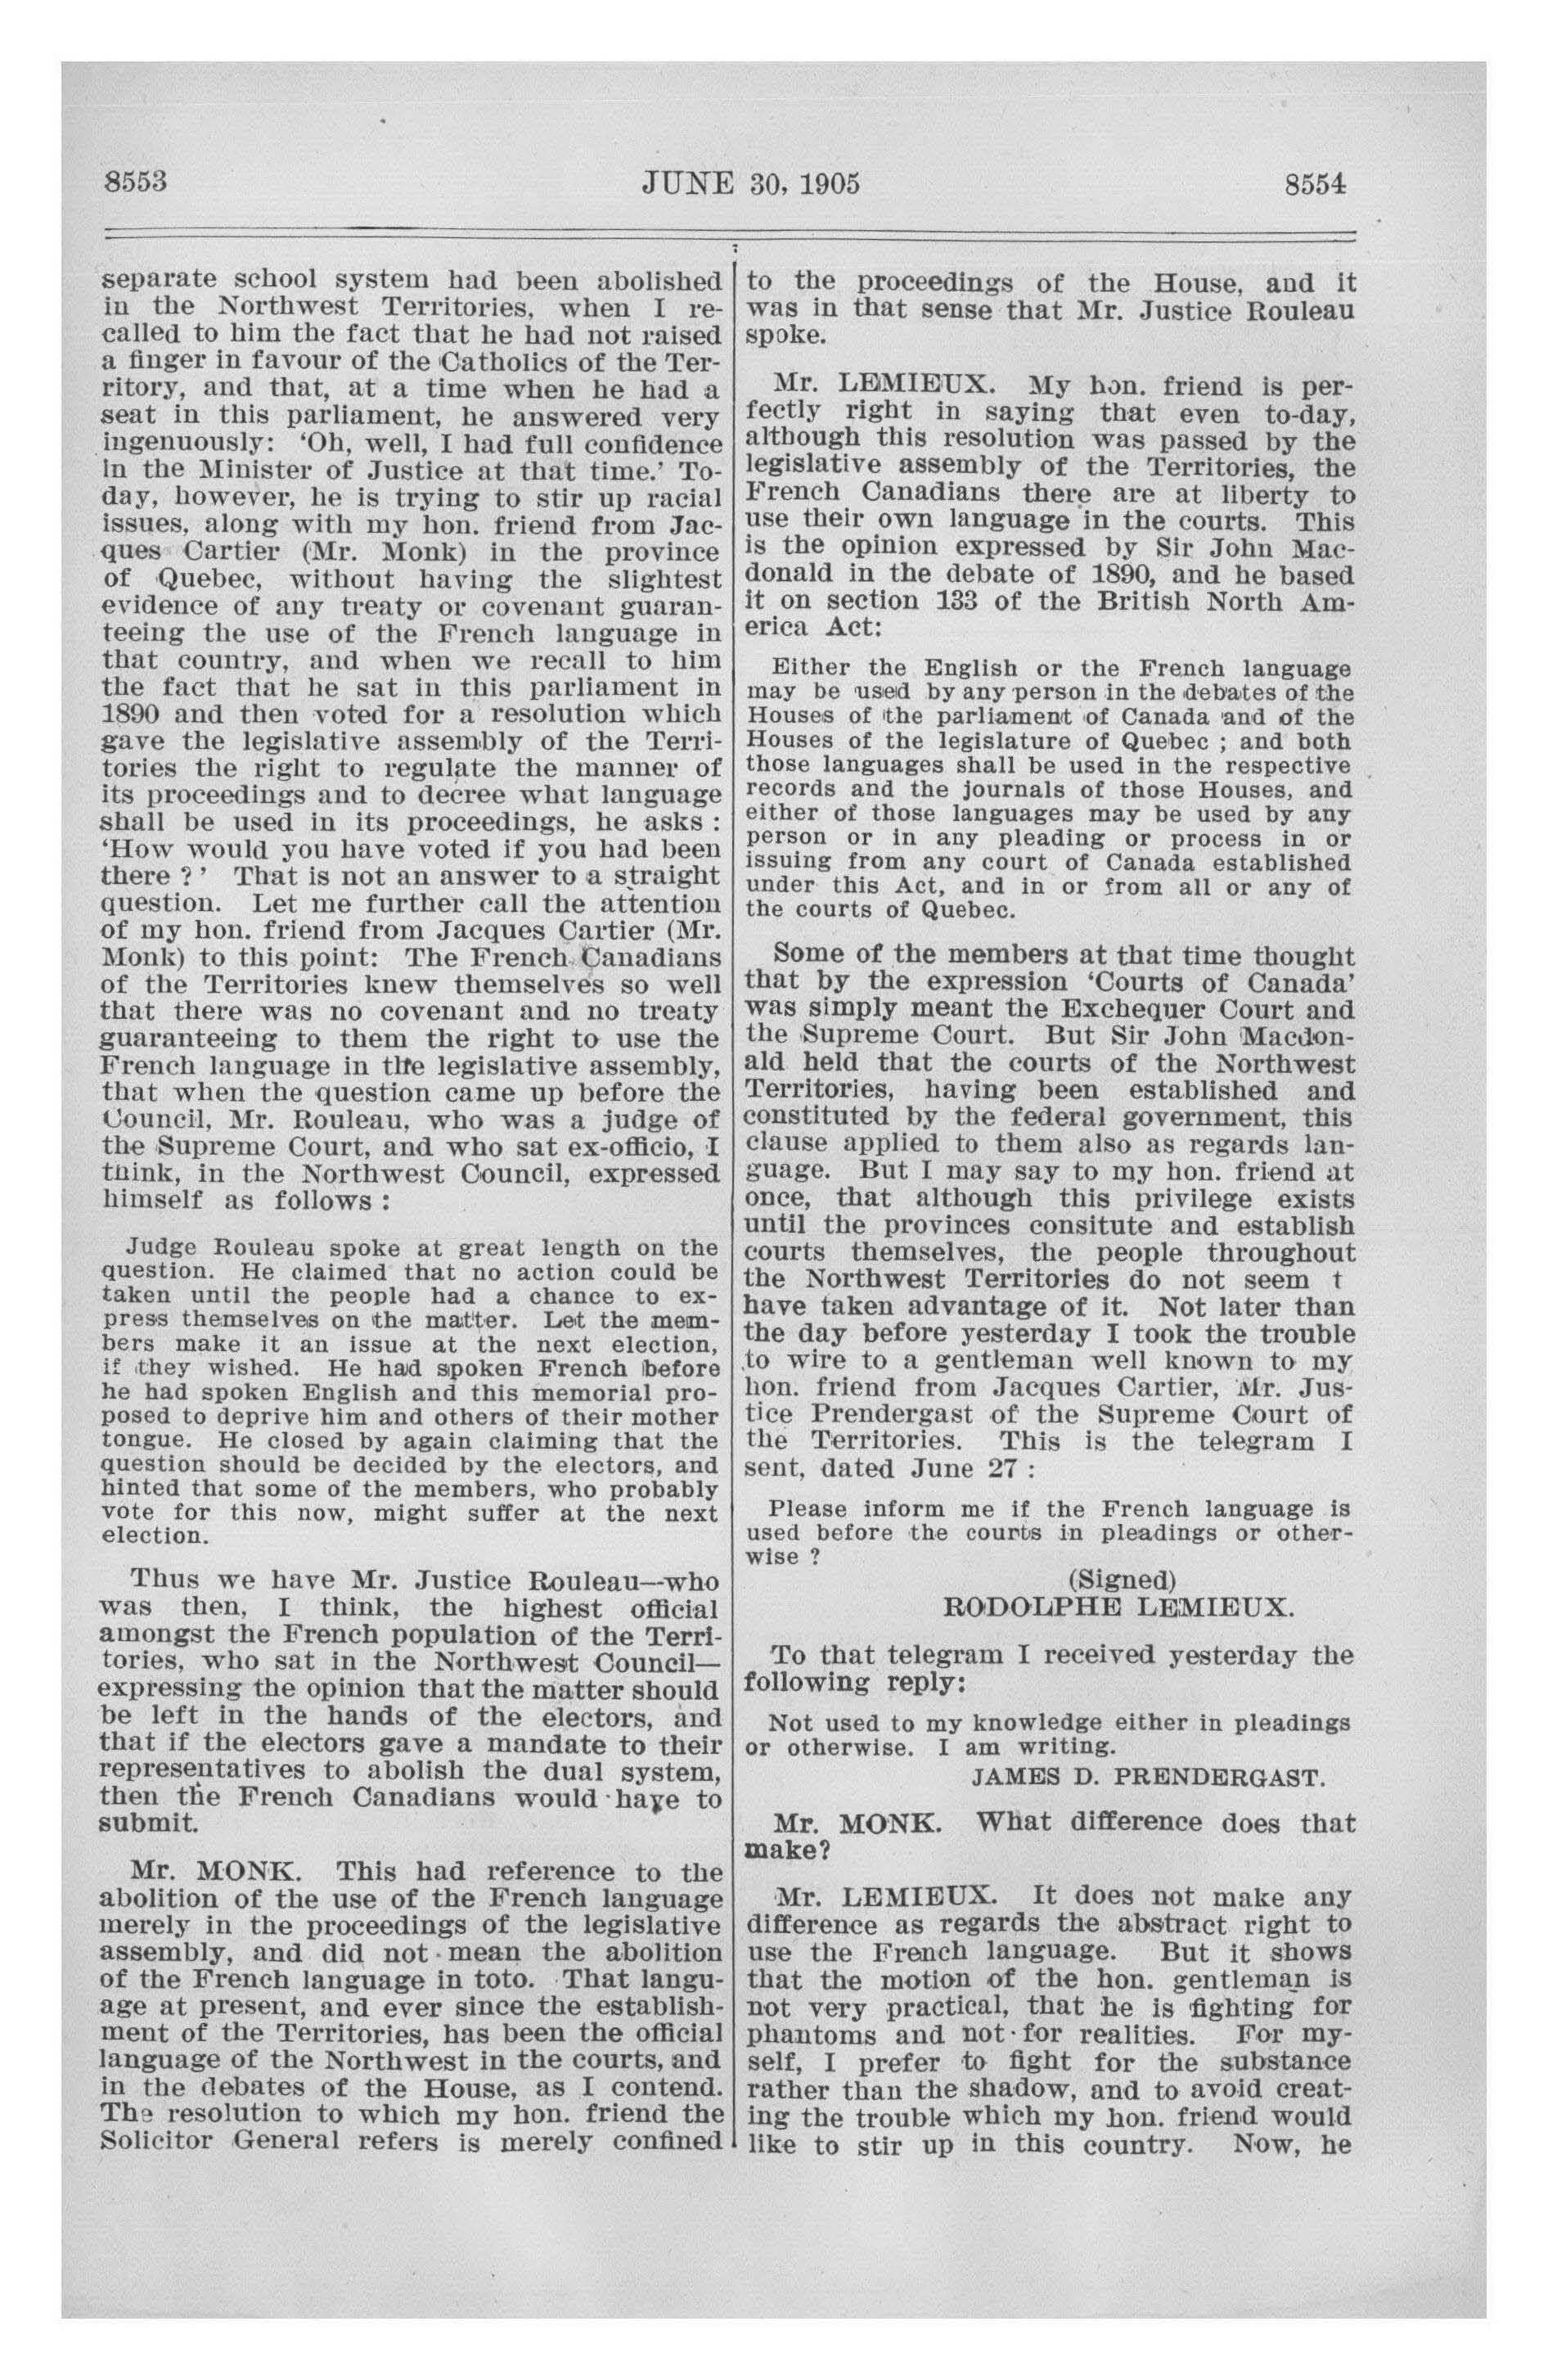 8553
JUNE 30, 1905
8554
separate school system had been abolished
in the Northwest Territories, when I re-
called to him the fact that he had not raised
a finger in favour of the Catholics of the Ter-
ritory, and that, at a time when he had a
seat in this parliament, he answered very
ingenuously: 'Oh, well, I had full confidence
in the Minister of Justice at that time.' To-
day, however, he is trying to stir up racial
issues, along with my hon. friend from Jac-
ques Cartier (Mr. Monk) in the province
of Quebec, without having the slightest
evidence of any treaty or covenant guaran-
teeing the use of the French language in
that country, and when we recall to him
the fact that he sat in this parliament in
1890 and then voted for a resolution which
gave the legislative assembly of the Terri-
tories the right to regulate the manner of
its proceedings and to decree what language
shall be used in its proceedings, he asks :
'How would you have voted if you had been
there ? ' That is not an answer to a straight
question. Let me further call the attention
of my hon. friend from Jacques Cartier (Mr.
Monk) to this point: The French Canadians
of the Territories knew themselves so well
that there was no covenant and no treaty
guaranteeing to them the right to use the
French language in the legislative assembly,
that when the question came up before the
Council, Mr. Rouleau, who was a judge of
the Supreme Court, and who sat ex-officio, I
think, in the Northwest Council, expressed
himself as follows :
Judge Rouleau spoke at great length on the
question. He claimed that no action could be
taken until the people had a chance to ex-
press themselves on the matter. Let the mem-
bers make it an issue at the next election,
if they wished. He had spoken French before
he had spoken English and this memorial pro-
posed to deprive him and others of their mother
tongue. He closed by again claiming that the
question should be decided by the electors, and
hinted that some of the members, who probably
vote for this now, might suffer at the next
election.
Thus we have Mr. Justice Rouleau—who
was then, I think, the highest official
amongst the French population of the Terri-
tories, who sat in the Northwest Council—
expressing the opinion that the matter should
be left in the hands of the electors, and
that if the electors gave a mandate to their
representatives to abolish the dual system,
then the French Canadians would have to
submit.
Mr. MONK. This had reference to the
abolition of the use of the French language
merely in the proceedings of the legislative
assembly, and did not mean the abolition
of the French language in toto. That langu-
age at present, and ever since the establish-
ment of the Territories, has been the official
language of the Northwest in the courts, and
in the debates of the House, as I contend.
The resolution to which my hon. friend the
Solicitor General refers is merely confined
to the proceedings of the House, and it
was in that sense that Mr. Justice Rouleau
spoke.
Mr. LEMIEUX. My hon. friend is per-
fectly right in saying that even to-day,
although this resolution was passed by the
legislative assembly of the Territories, the
French Canadians there are at liberty to
use their own language in the courts. This
is the opinion expressed by Sir John Mac-
donald in the debate of 1890, and he based
it on section 133 of the British North Am-
erica Act:
Either the English or the French language
may be used by any person in the debates of the
Houses of the parliament of Canada and of the
Houses of the legislature of Quebec ; and both
those languages shall be used in the respective
records and the journals of those Houses, and
either of those languages may be used by any
person or in any pleading or process in or
issuing from any court of Canada established
under this Act, and in or from all or any of
the courts of Quebec.
Some of the members at that time thought
that by the expression 'Courts of Canada'
was simply meant the Exchequer Court and
the Supreme Court. But Sir John Macdon-
ald held that the courts of the Northwest
Territories, having been established and
constituted by the federal government, this
clause applied to them also as regards lan-
guage. But I may say to my hon. friend at
once, that although this privilege exists
until the provinces consitute and establish
courts themselves, the people throughout
the Northwest Territories do not seem t
have taken advantage of it. Not later than
the day before yesterday I took the trouble
to wire to a gentleman well known to my
hon. friend from Jacques Cartier, Mr. Jus-
tice Prendergast of the Supreme Court of
the Territories. This is the telegram I
sent, dated June 27 :
Please inform me if the French language is
used before the courts in pleadings or other-
wise ?
(Signed)
RODOLPHE LEMIEUX.
To that telegram I received yesterday the
following reply:
Not used to my knowledge either in pleadings
or otherwise. I am writing.
JAMES D. PRENDERGAST.
Mr. MONK. What difference does that
make?
Mr. LEMIEUX. It does not make any
difference as regards the abstract right to
use the French language. But it shows
that the motion of the hon. gentleman is
not very practical, that he is fighting for
phantoms and not for realities. For my-
self, I prefer to fight for the substance
rather than the shadow, and to avoid creat-
ing the trouble which my hon. friend would
like to stir up in this country. Now, he